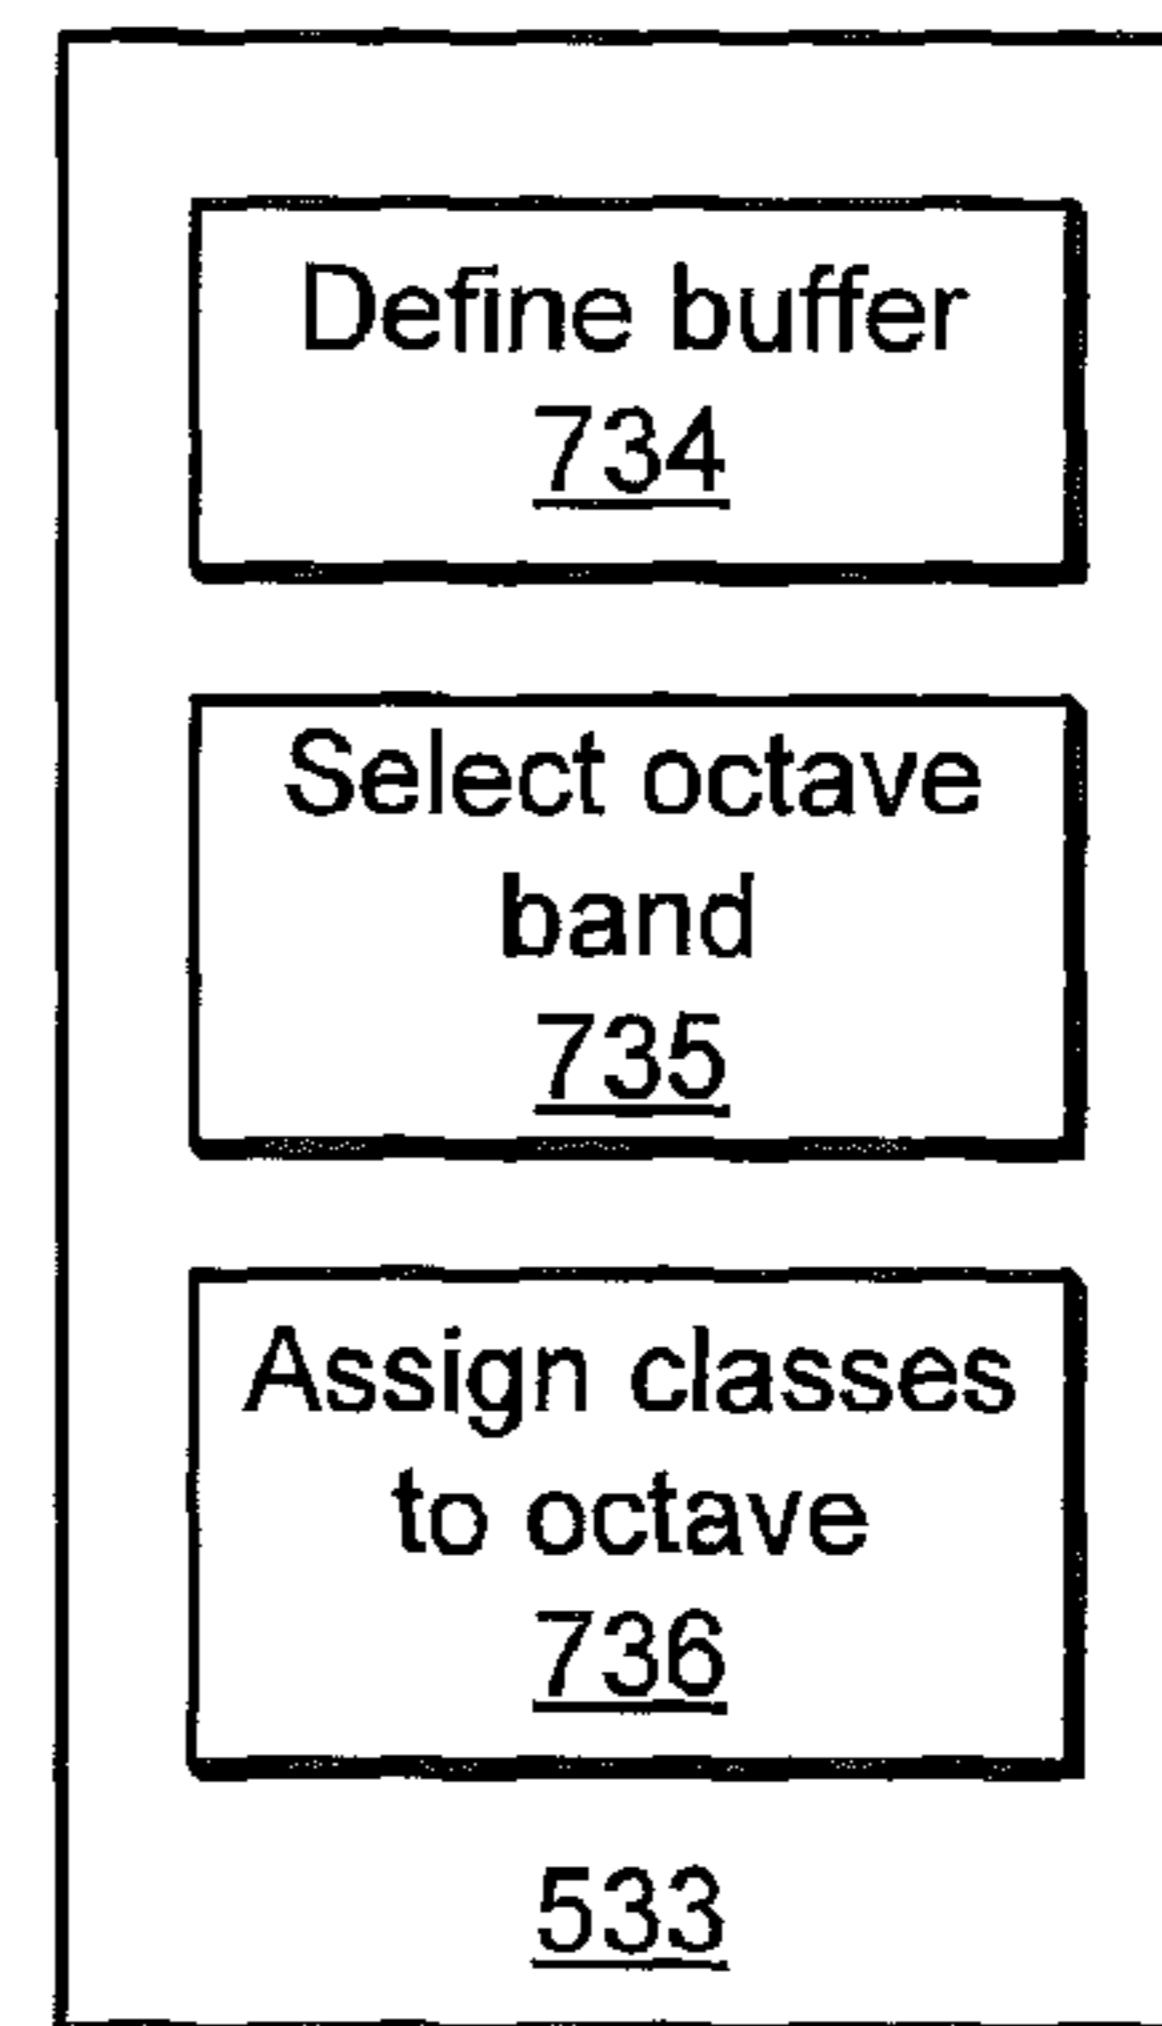 Define buffer
734
Select octave
band
735
Assign classes
to octave
736
533